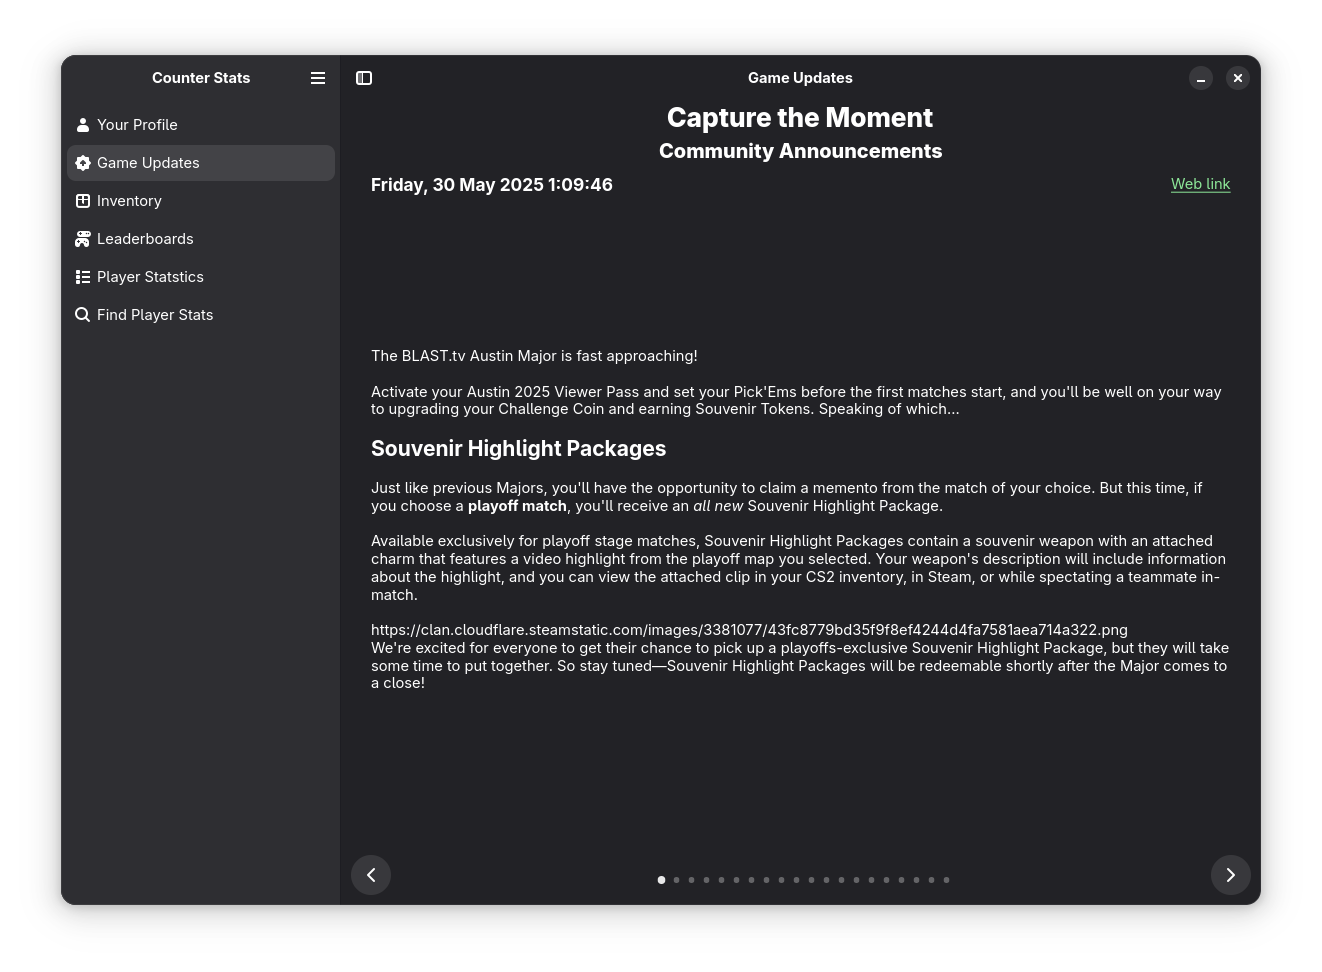 Counter Stats
Your Profile
Game Updates
Inventory
Leaderboards
Player Statstics
Find Player Stats
Game Updates
Capture the Moment
Community Announcements
Friday, 30 May 2025 1:09:46
Web link
The BLAST.tv Austin Major is fast approaching!
Activate your Austin 2025 Viewer Pass and set your Pick'Ems before the first matches start, and you'll be well on your way
to upgrading your Challenge Coin and earning Souvenir Tokens. Speaking of which…
Souvenir Highlight Packages
Just like previous Majors, you'll have the opportunity to claim a memento from the match of your choice. But this time, if
you choose a playoff match, you'll receive an all new Souvenir Highlight Package.
Available exclusively for playoff stage matches, Souvenir Highlight Packages contain a souvenir weapon with an attached
charm that features a video highlight from the playoff map you selected. Your weapon's description will include information
about the highlight, and you can view the attached clip in your CS2 inventory, in Steam, or while spectating a teammate in-
match.
https://clan.cloudflare.steamstatic.com/images/3381077/43fc8779bd35f9f8ef4244d4fa7581aea714a322.png
We're excited for everyone to get their chance to pick up a playoffs-exclusive Souvenir Highlight Package, but they will take
some time to put together. So stay tuned—Souvenir Highlight Packages will be redeemable shortly after the Major comes to
a close!